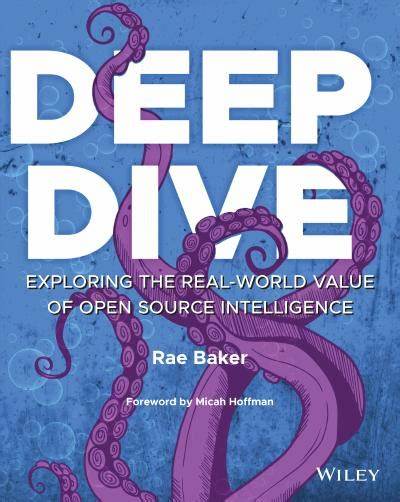 DEEP
DIVE
EXPLORING THE REAL-WORLD VALUE
OF OPEN SOURCE INTELLIGENCE
Rae Baker
Foreword by Micah Hoffman
WILEY